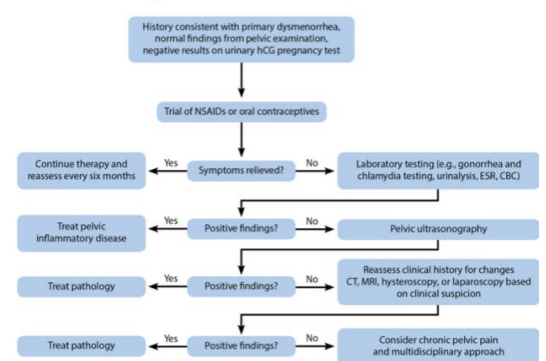 History consistent with primary dysmenorrhea,
normal findings from pelvic examination,
negative results on urinary hCG pregnancy test
Trial of NSAIDs or oral contraceptives
Continue therapy and
reassess every six months
Yes
Symptoms relieved?
No
Laboratory testing (e.g., gonorrhea and
chlamydia testing, urinalysis, ESR, CBC)
Treat pelvic
inflammatory disease
Yes
Positive findings?
No
Pelvic ultrasonography
Treat pathology
Yes
Positive findings?
No
Reassess clinical history for changes
CT, MRI, hysteroscopy, or laparoscopy based
on clinical suspicion
Treat pathology
Yes
Positive findings?
No
Consider chronic pelvic pain
and multidisciplinary approach